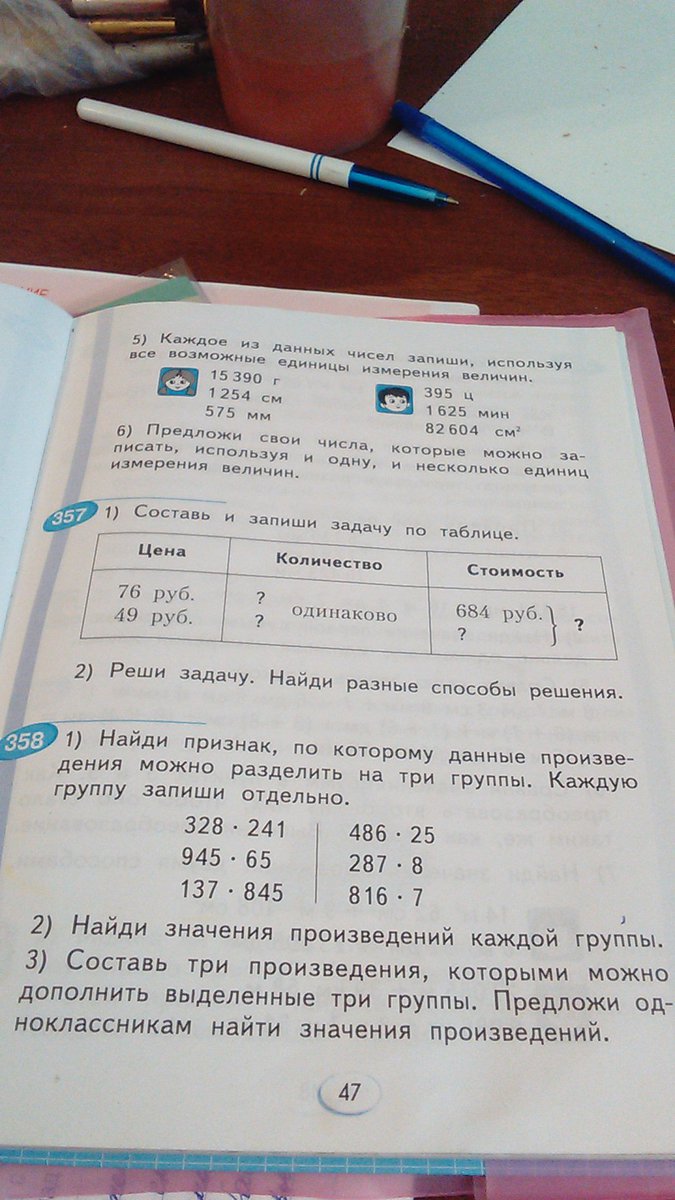 5) Каждое из данных чисел запиши, используя
все возможные единицы измерения величин.
15 390 г
1 254 см
575 мм
395 ц
1 625 мин
82 604 см²
6) Предложи свои числа, которые можно за-
писать, используя и одну, и несколько единиц
измерения величин.
357 1) Составь и запиши задачу по таблице.
Цена Количество Стоимость
76 руб. ? одинаково 684 руб. } ?
49 руб. ? ?
2) Реши задачу. Найди разные способы решения.
358 1) Найди признак, по которому данные произве-
дения можно разделить на три группы. Каждую
группу запиши отдельно.
328 · 241
945 · 65
137 · 845
486 · 25
287 · 8
816 · 7
2) Найди значения произведений каждой группы.
3) Составь три произведения, которыми можно
дополнить выделенные три группы. Предложи од-
ноклассникам найти значения произведений.
47